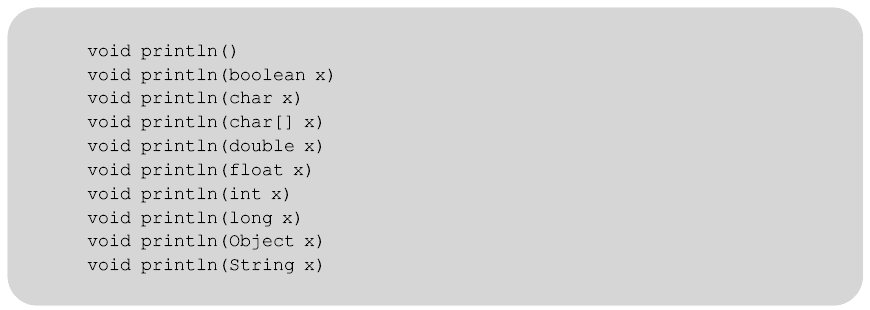 void println()
void println(boolean x)
void println(char x)
void println(char[] x)
void println(double x)
void println(float x)
void println(int x)
void println(long x)
void println(Object x)
void println(String x)